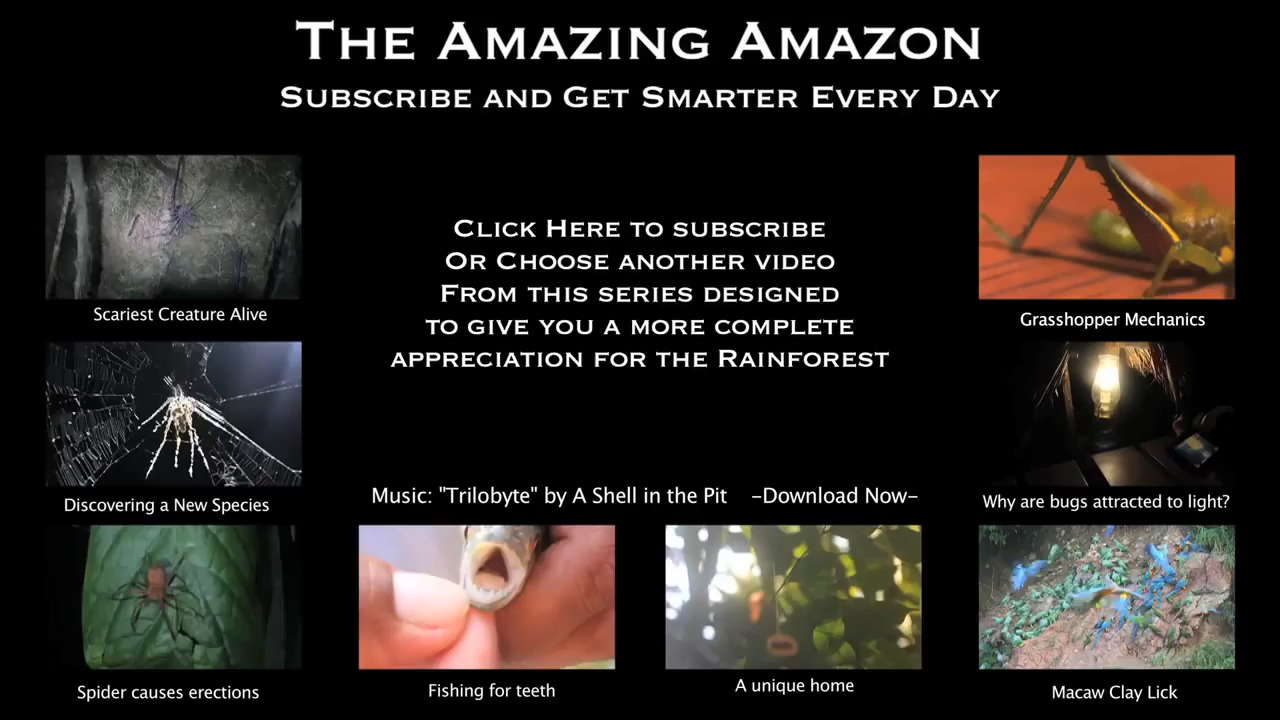 The Amazing Amazon
Subscribe and Get Smarter Every Day
Click Here to subscribe
Or Choose another video
From this series designed
to give you a more complete
appreciation for the Rainforest
Scariest Creature Alive
Grasshopper Mechanics
Discovering a New Species
Music: "Trilobyte" by A Shell in the Pit -Download Now-
Why are bugs attracted to light?
Spider causes erections
Fishing for teeth
A unique home
Macaw Clay Lick